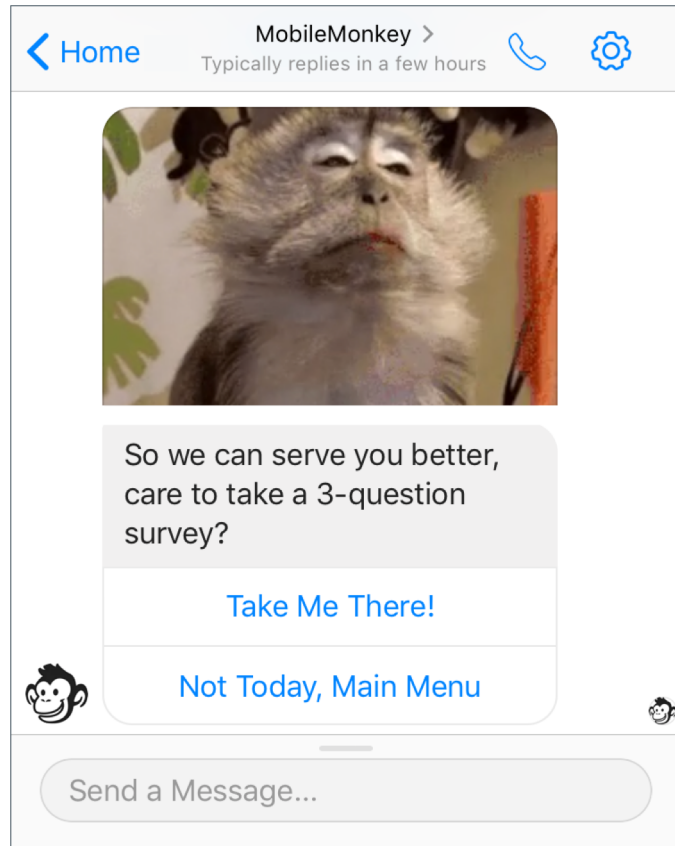 Home
MobileMonkey >
Typically replies in a few hours
So we can serve you better,
care to take a 3-question
survey?
Take Me There!
Not Today, Main Menu
Send a Message...